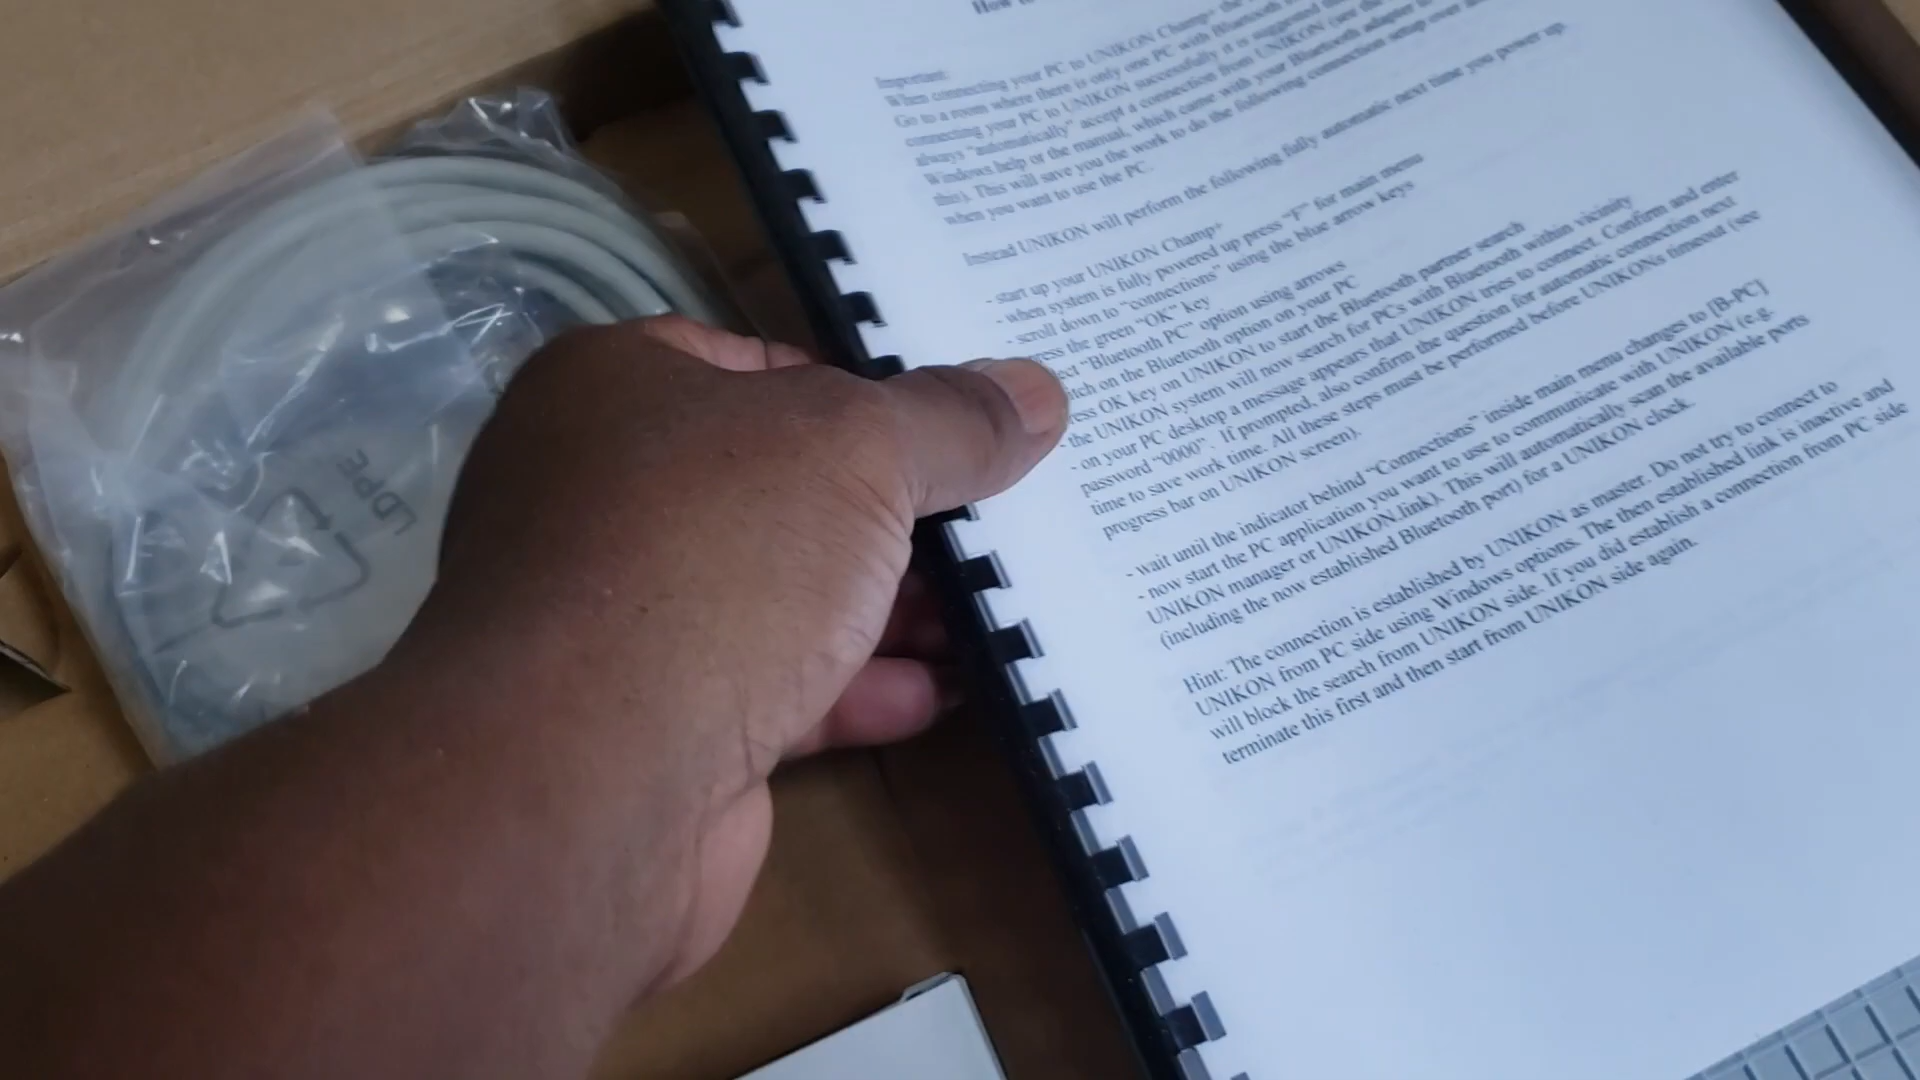 How to
Important:
When connecting your PC to UNIKON Champ+ the
Go to a room where there is only one PC with Bluetooth
connecting your PC to UNIKON successfully it is suggested
always "automatically" accept a connection from UNIKON (see the
Windows help or the manual, which came with your Bluetooth adapter to
this). This will save you the work to do the following connection setup over
when you want to use the PC.
Instead UNIKON will perform the following fully automatic next time you power up.
- start up your UNIKON Champ+
- when system is fully powered up press "F" for main menu
- scroll down to "connections" using the blue arrow keys
ress the green "OK" key
ect "Bluetooth PC" option using arrows
itch on the Bluetooth option on your PC
ess OK key on UNIKON to start the Bluetooth partner search
- the UNIKON system will now search for PCs with Bluetooth within vicinity
- on your PC desktop a message appears that UNIKON tries to connect. Confirm and enter
password "0000". If prompted, also confirm the question for automatic connection next
time to save work time. All these steps must be performed before UNIKONs timeout (see
progress bar on UNIKON screen).
- wait until the indicator behind "Connections" inside main menu changes to [B-PC]
- now start the PC application you want to use to communicate with UNIKON (e.g.
UNIKON manager or UNIKON.link). This will automatically scan the available ports
(including the now established Bluetooth port) for a UNIKON clock
Hint: The connection is established by UNIKON as master. Do not try to connect to
UNIKON from PC side using Windows options. The then established link is inactive and
will block the search from UNIKON side. If you did establish a connection from PC side
terminate this first and then start from UNIKON side again.
LDPE